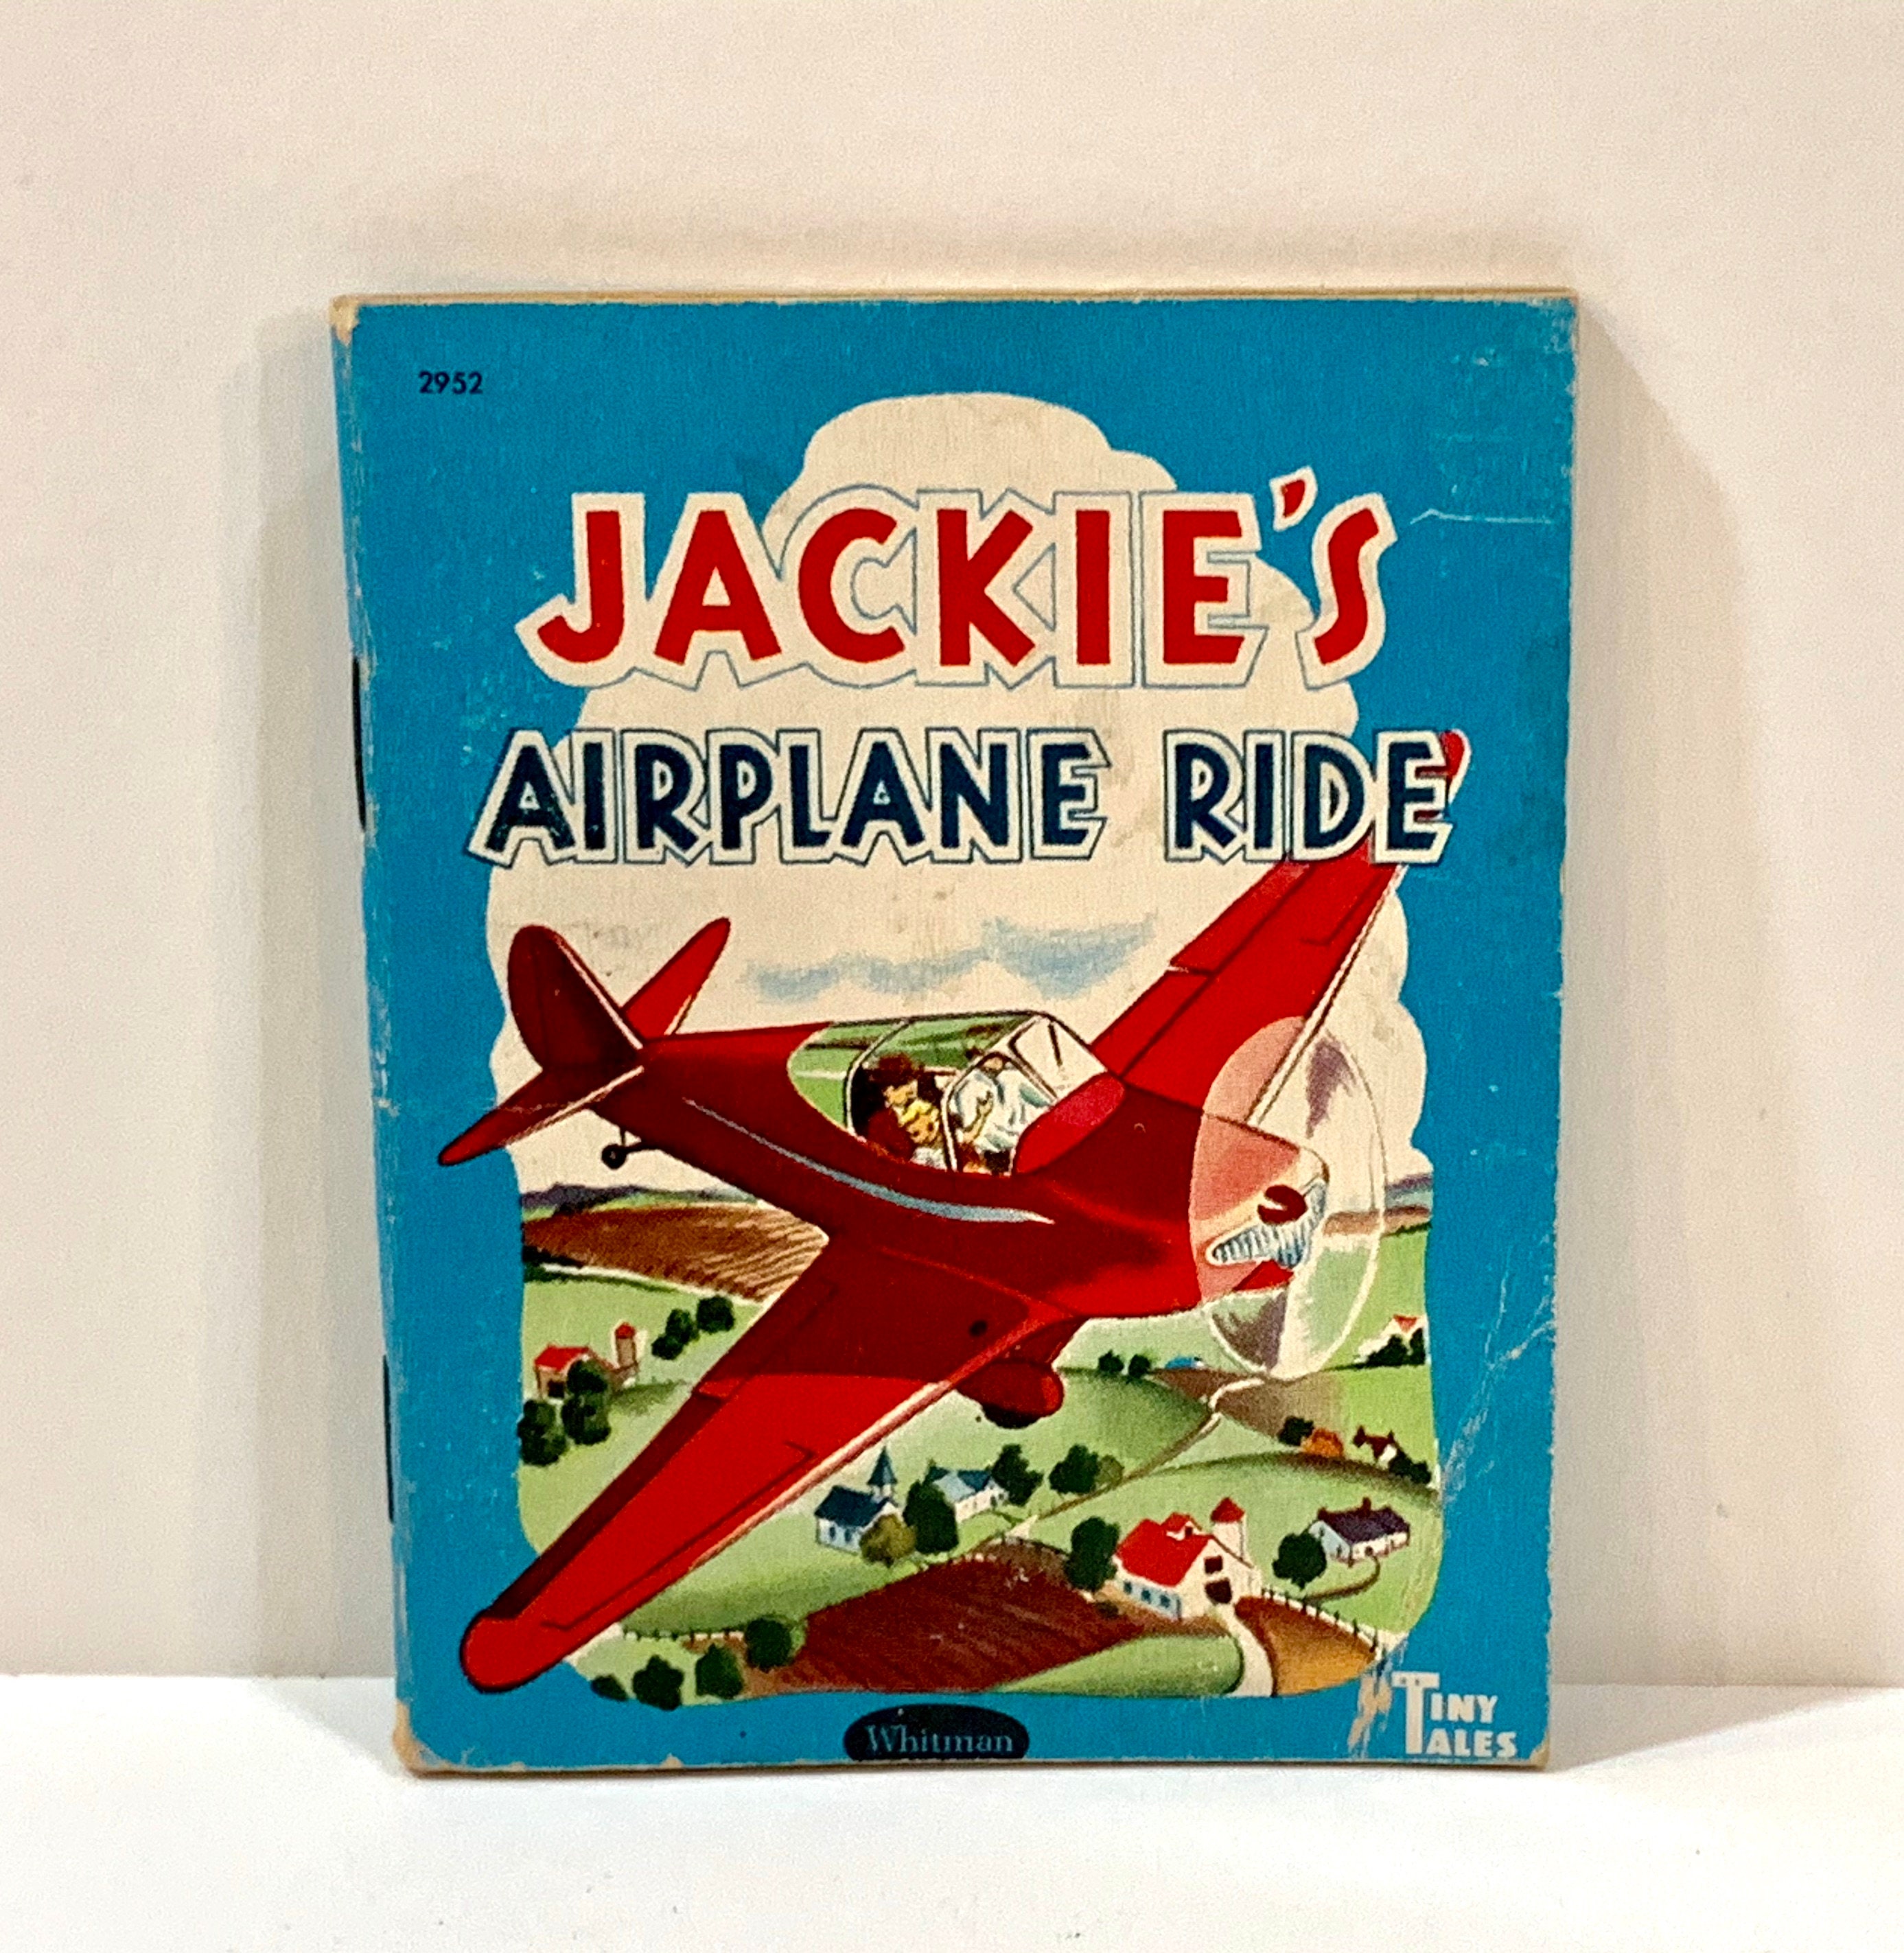 2952
JACKIE'S
AIRPLANE RIDE
Whitman
TINY
TALES